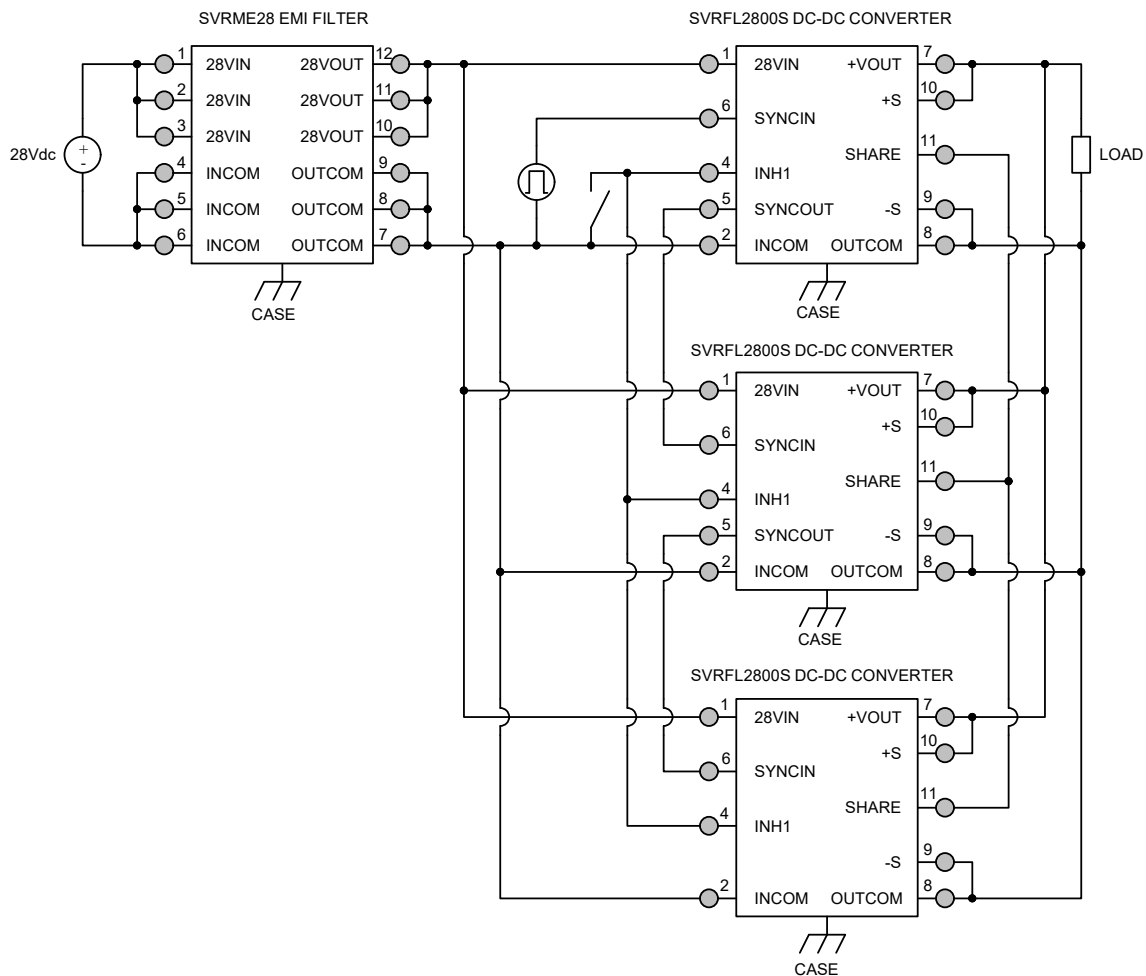 SVRME28 EMI FILTER
SVRFL2800S DC-DC CONVERTER
1 28VIN 28VOUT 12
2 28VIN 28VOUT 11
3 28VIN 28VOUT 10
4 INCOM OUTCOM 9
5 INCOM OUTCOM 8
6 INCOM OUTCOM 7
CASE
28Vdc
+
-
1 28VIN +VOUT 7
+S 10
6 SYNCIN
SHARE 11
4 INH1
5 SYNCOUT -S 9
2 INCOM OUTCOM 8
CASE
LOAD
SVRFL2800S DC-DC CONVERTER
1 28VIN +VOUT 7
+S 10
6 SYNCIN
SHARE 11
4 INH1
5 SYNCOUT -S 9
2 INCOM OUTCOM 8
CASE
SVRFL2800S DC-DC CONVERTER
1 28VIN +VOUT 7
+S 10
6 SYNCIN
SHARE 11
4 INH1
-S 9
2 INCOM OUTCOM 8
CASE